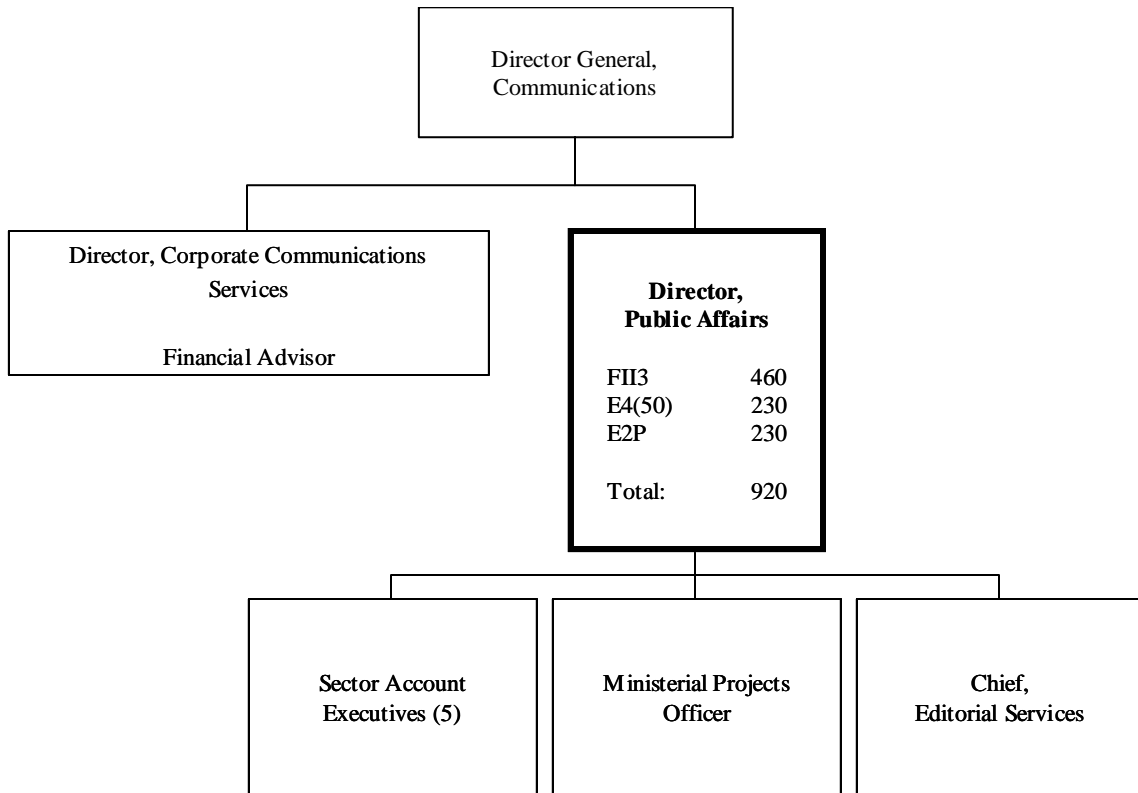 Director General,
Communications
Director, Corporate Communications
Services
Financial Advisor
Director,
Public Affairs
FII3 460
E4(50) 230
E2P 230
Total: 920
Sector Account
Executives (5)
Ministerial Projects
Officer
Chief,
Editorial Services